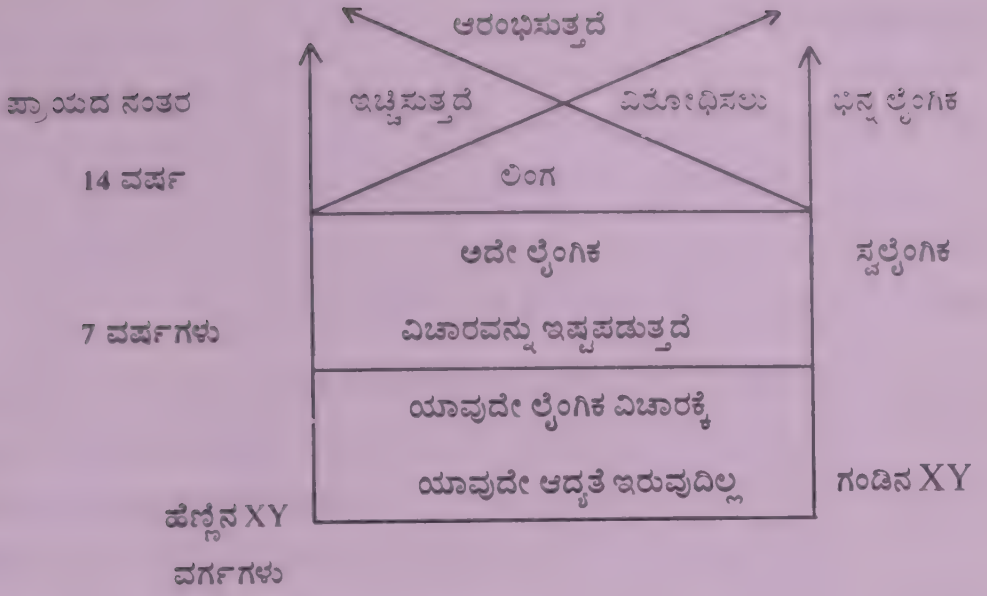 ಆರಂಭಿಸುತ್ತದೆ
ಪ್ರಾಯದ ನಂತರ ಇಚ್ಚಿಸುತ್ತದೆ ವಿರೋಧಿಸಲು ಭಿನ್ನ ಲೈಂಗಿಕ
14 ವರ್ಷ ಲಿಂಗ
ಅದೇ ಲೈಂಗಿಕ ಸ್ವಲೈಂಗಿಕ
7 ವರ್ಷಗಳು ವಿಚಾರವನ್ನು ಇಷ್ಟಪಡುತ್ತದೆ
ಯಾವುದೇ ಲೈಂಗಿಕ ವಿಚಾರಕ್ಕೆ
ಯಾವುದೇ ಆದ್ಯತೆ ಇರುವುದಿಲ್ಲ ಗಂಡಿನ XY
ಹೆಣ್ಣಿನ XY
ವರ್ಗಗಳು